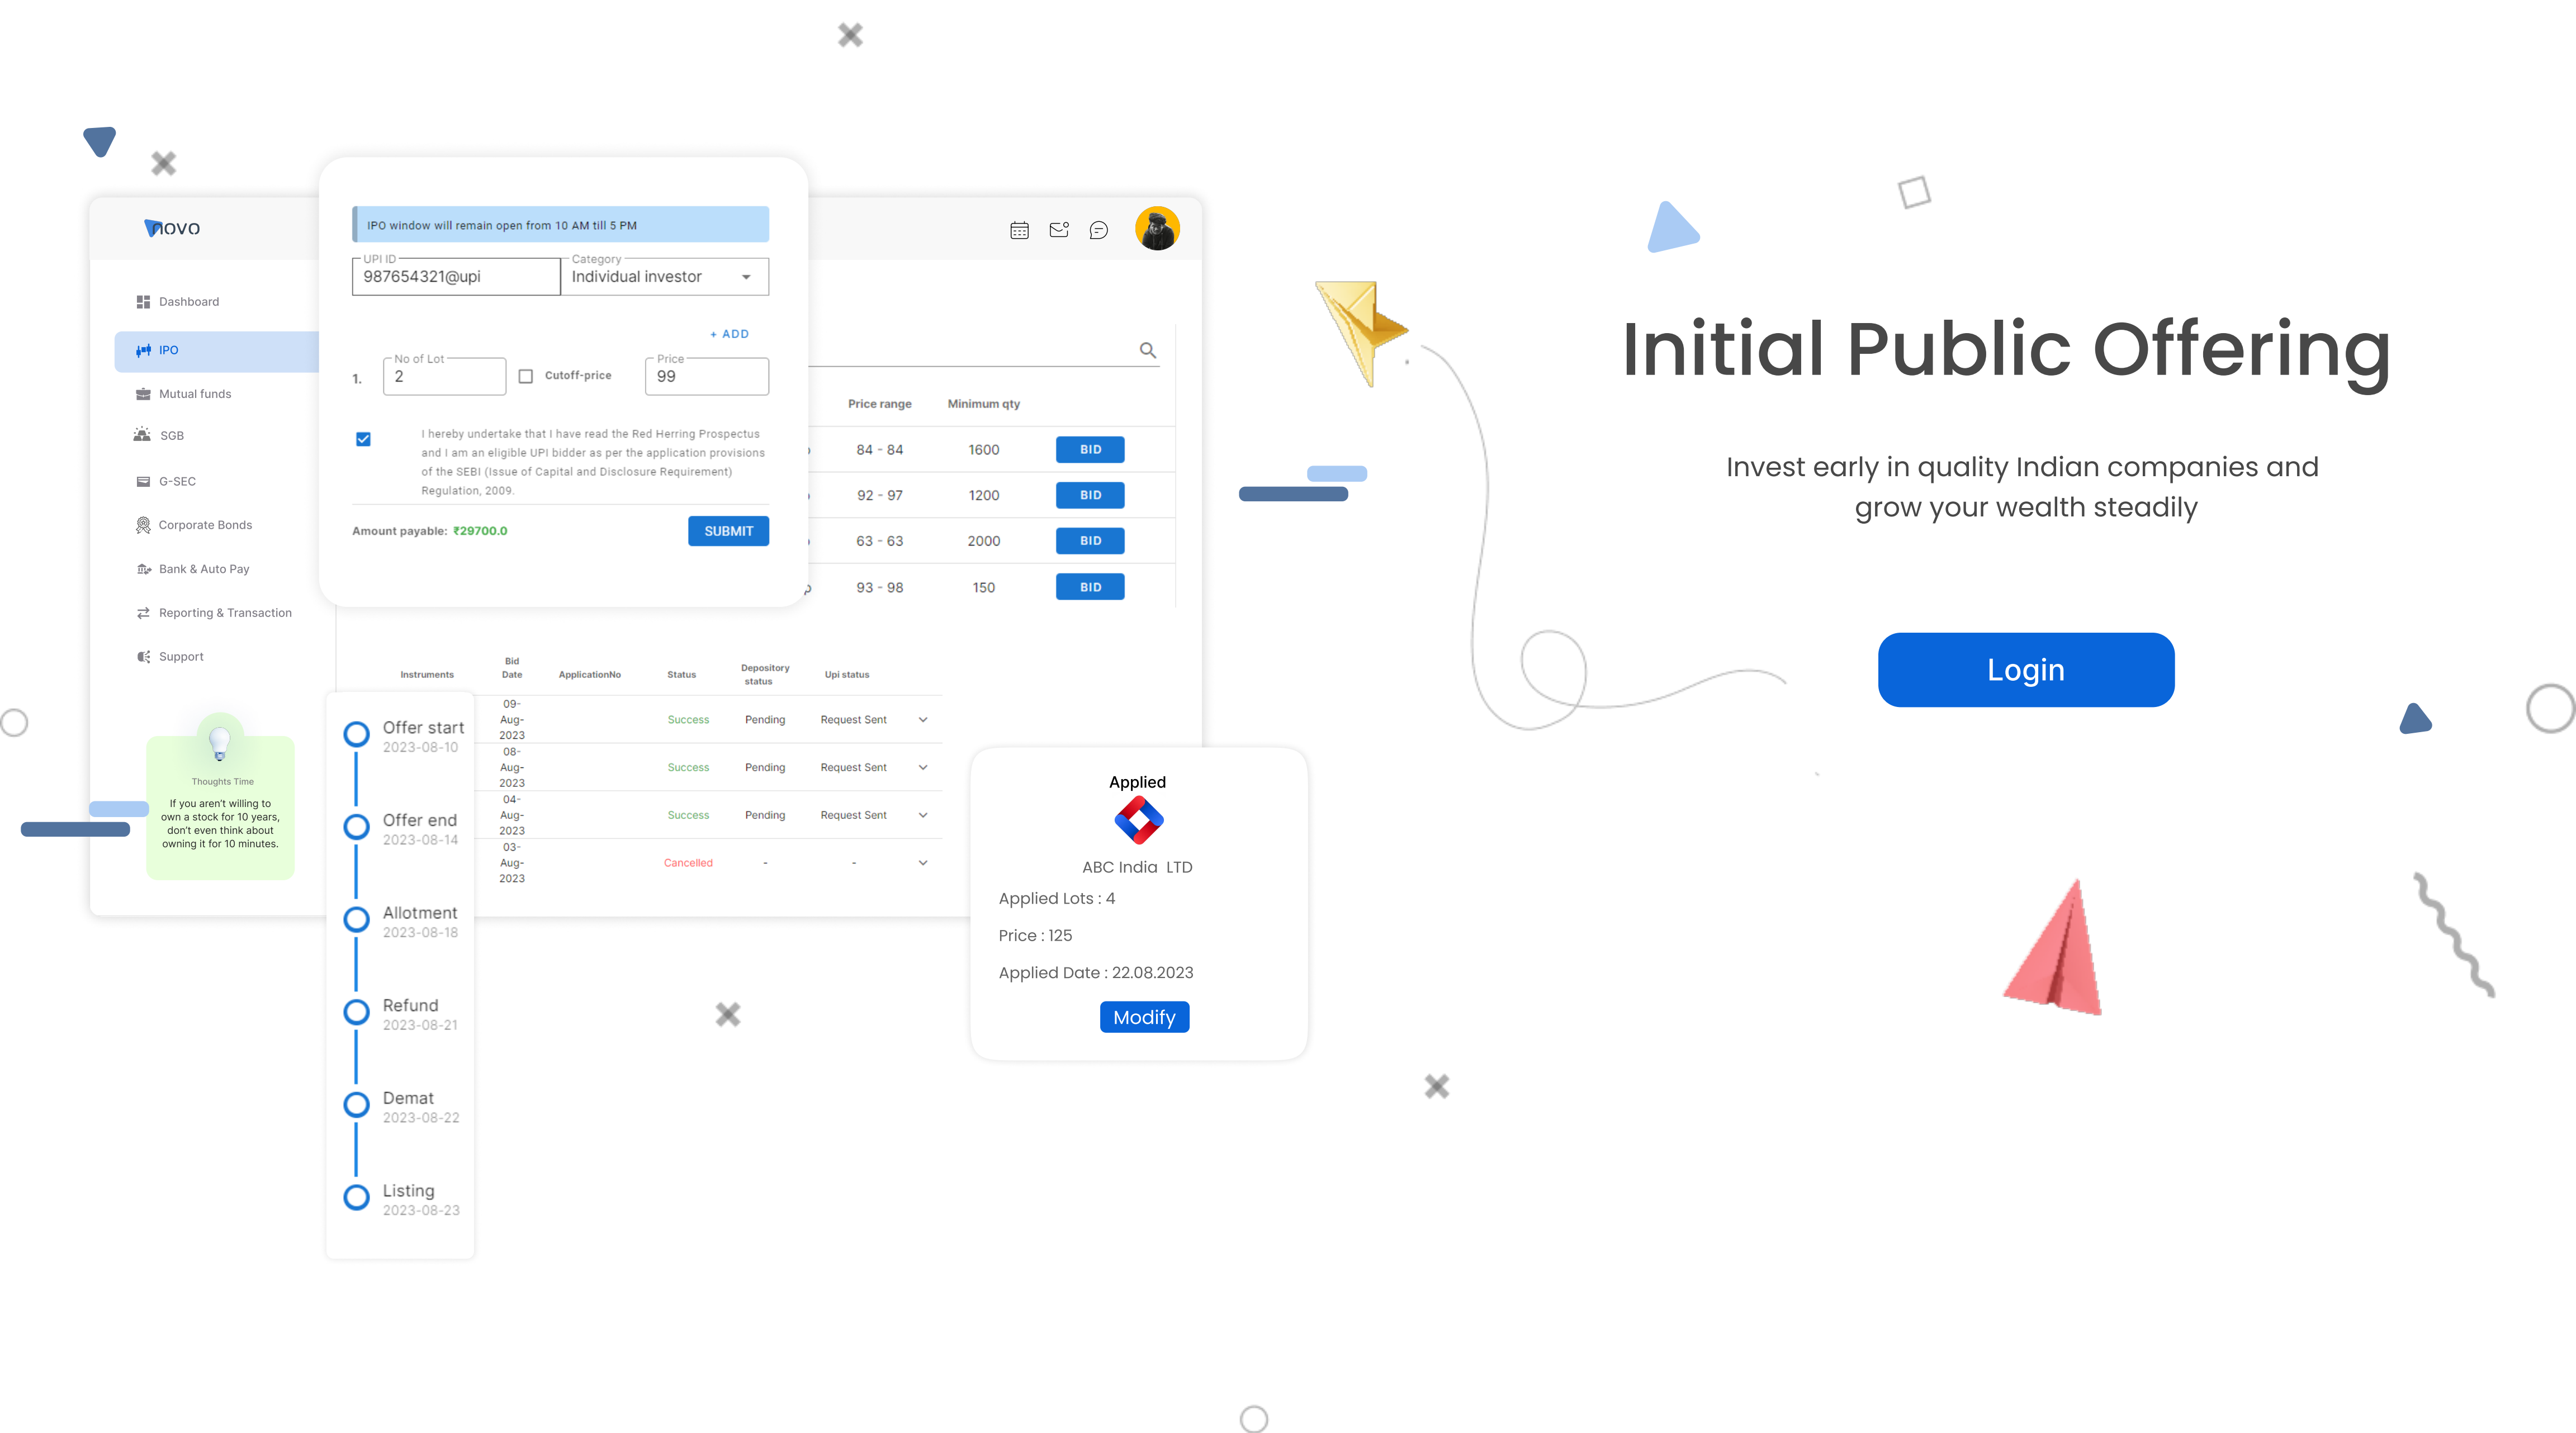 novo
Dashboard
IPO
Mutual funds
SGB
G-SEC
Corporate Bonds
Bank & Auto Pay
Reporting & Transaction
Support
Thoughts Time
If you aren't willing to
own a stock for 10 years,
don't even think about
owning it for 10 minutes.
IPO window will remain open from 10 AM till 5 PM
UPI ID
987654321@upi
Category
Individual investor
+ ADD
1.
No of Lot
2
Cutoff-price
Price
99
I hereby undertake that I have read the Red Herring Prospectus
and I am an eligible UPI bidder as per the application provisions
of the SEBI (Issue of Capital and Disclosure Requirement)
Regulation, 2009.
Amount payable: ₹29700.0
SUBMIT
Price range Minimum qty
84 - 84 1600 BID
92 - 97 1200 BID
63 - 63 2000 BID
93 - 98 150 BID
Instruments Bid Date ApplicationNo Status Depository status Upi status
09-Aug-2023 Success Pending Request Sent
08-Aug-2023 Success Pending Request Sent
04-Aug-2023 Success Pending Request Sent
03-Aug-2023 Cancelled - -
Offer start
2023-08-10
Offer end
2023-08-14
Allotment
2023-08-18
Refund
2023-08-21
Demat
2023-08-22
Listing
2023-08-23
Applied
ABC India LTD
Applied Lots : 4
Price : 125
Applied Date : 22.08.2023
Modify
Initial Public Offering
Invest early in quality Indian companies and
grow your wealth steadily
Login